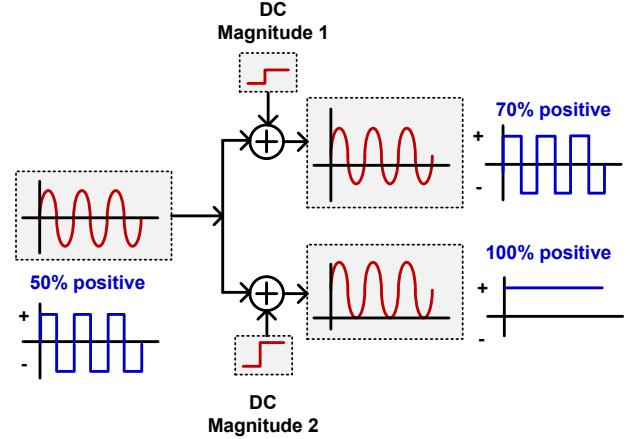 DC
Magnitude 1
70% positive
+
-
50% positive
+
-
100% positive
+
-
DC
Magnitude 2